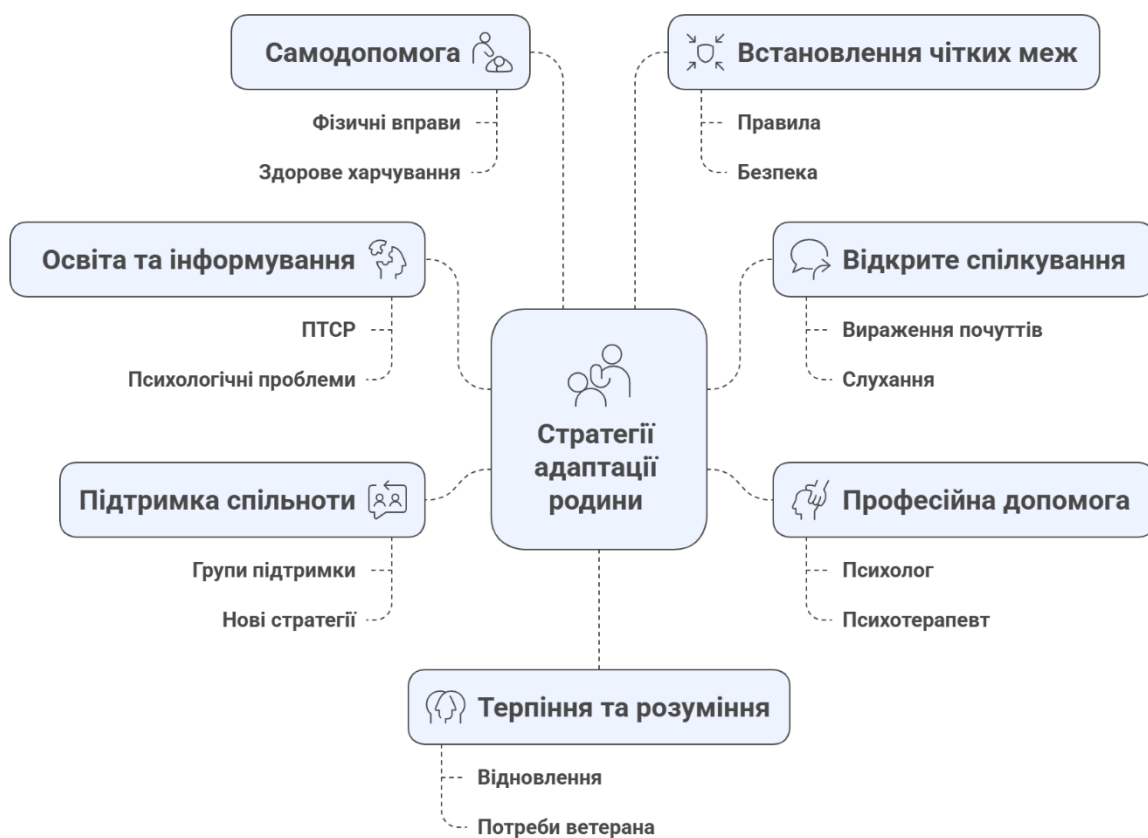 Самодопомога
Фізичні вправи
Здорове харчування
Встановлення чітких меж
Правила
Безпека
Освіта та інформування
ПТСР
Психологічні проблеми
Відкрите спілкування
Вираження почуттів
Слухання
Стратегії
адаптації
родини
Підтримка спільноти
Групи підтримки
Нові стратегії
Професійна допомога
Психолог
Психотерапевт
Терпіння та розуміння
Відновлення
Потреби ветерана